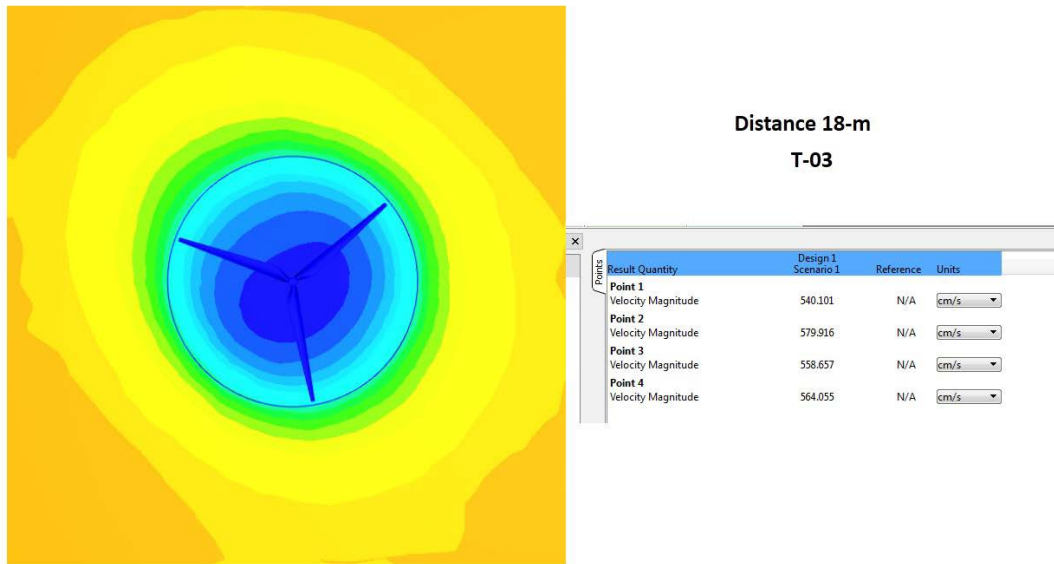 Distance 18-m
T-03
×
Points
Design 1
Result Quantity Scenario 1 Reference Units
Point 1
Velocity Magnitude 540.101 N/A cm/s
Point 2
Velocity Magnitude 579.916 N/A cm/s
Point 3
Velocity Magnitude 558.657 N/A cm/s
Point 4
Velocity Magnitude 564.055 N/A cm/s